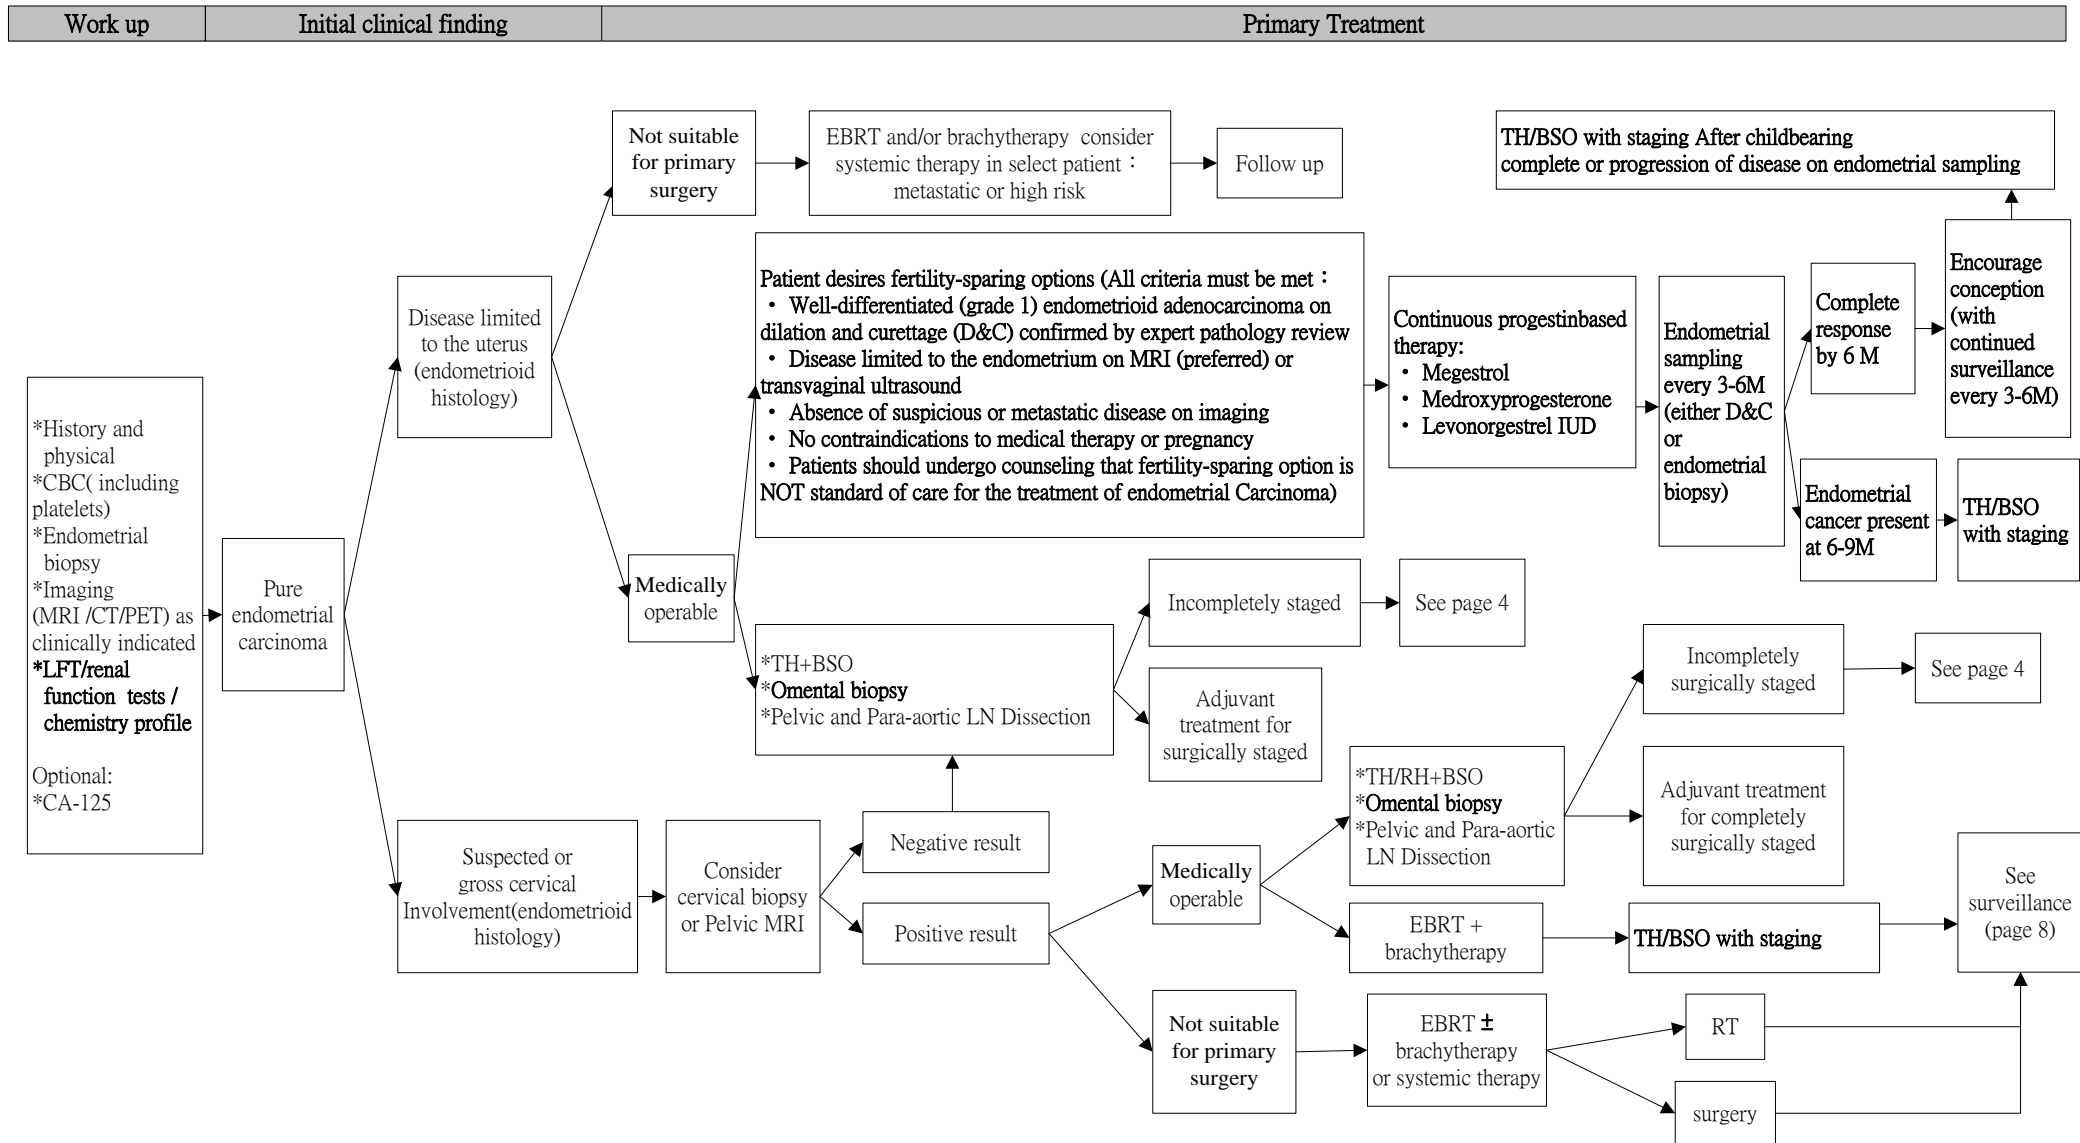 Work up
Initial clinical finding
Primary Treatment
*History and
physical
*CBC( including
platelets)
*Endometrial
biopsy
*Imaging
(MRI /CT/PET) as
clinically indicated
*LFT/renal
function tests /
chemistry profile
Optional:
*CA-125
Pure
endometrial
carcinoma
Disease limited
to the uterus
(endometrioid
histology)
Not suitable
for primary
surgery
EBRT and/or brachytherapy consider
systemic therapy in select patient：
metastatic or high risk
Follow up
Medically
operable
Patient desires fertility-sparing options (All criteria must be met：
• Well-differentiated (grade 1) endometrioid adenocarcinoma on
dilation and curettage (D&C) confirmed by expert pathology review
• Disease limited to the endometrium on MRI (preferred) or
transvaginal ultrasound
• Absence of suspicious or metastatic disease on imaging
• No contraindications to medical therapy or pregnancy
• Patients should undergo counseling that fertility-sparing option is
NOT standard of care for the treatment of endometrial Carcinoma)
Continuous progestinbased
therapy:
• Megestrol
• Medroxyprogesterone
• Levonorgestrel IUD
Endometrial
sampling
every 3-6M
(either D&C
or
endometrial
biopsy)
Complete
response
by 6 M
Encourage
conception
(with
continued
surveillance
every 3-6M)
TH/BSO with staging After childbearing
complete or progression of disease on endometrial sampling
Endometrial
cancer present
at 6-9M
TH/BSO
with staging
*TH+BSO
*Omental biopsy
*Pelvic and Para-aortic LN Dissection
Incompletely staged
See page 4
Adjuvant
treatment for
surgically staged
Suspected or
gross cervical
Involvement(endometrioid
histology)
Consider
cervical biopsy
or Pelvic MRI
Negative result
Positive result
Medically
operable
*TH/RH+BSO
*Omental biopsy
*Pelvic and Para-aortic
LN Dissection
Incompletely
surgically staged
See page 4
Adjuvant treatment
for completely
surgically staged
EBRT +
brachytherapy
TH/BSO with staging
See
surveillance
(page 8)
Not suitable
for primary
surgery
EBRT ±
brachytherapy
or systemic therapy
RT
surgery